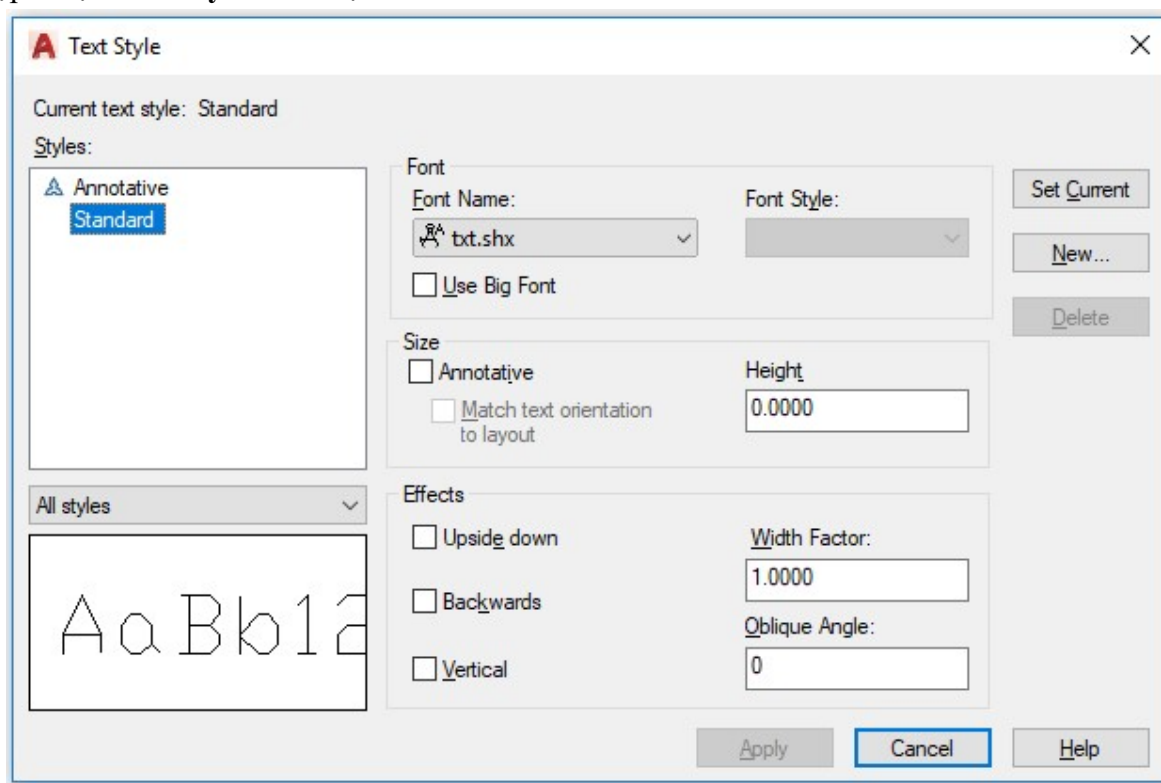 Text Style
Current text style: Standard
Styles:
Annotative
Standard
All styles
AaBb12
Font
Font Name:
txt.shx
Use Big Font
Font Style:
Size
Annotative
Match text orientation
to layout
Height
0.0000
Effects
Upside down
Backwards
Vertical
Width Factor:
1.0000
Oblique Angle:
0
Set Current
New...
Delete
Apply
Cancel
Help